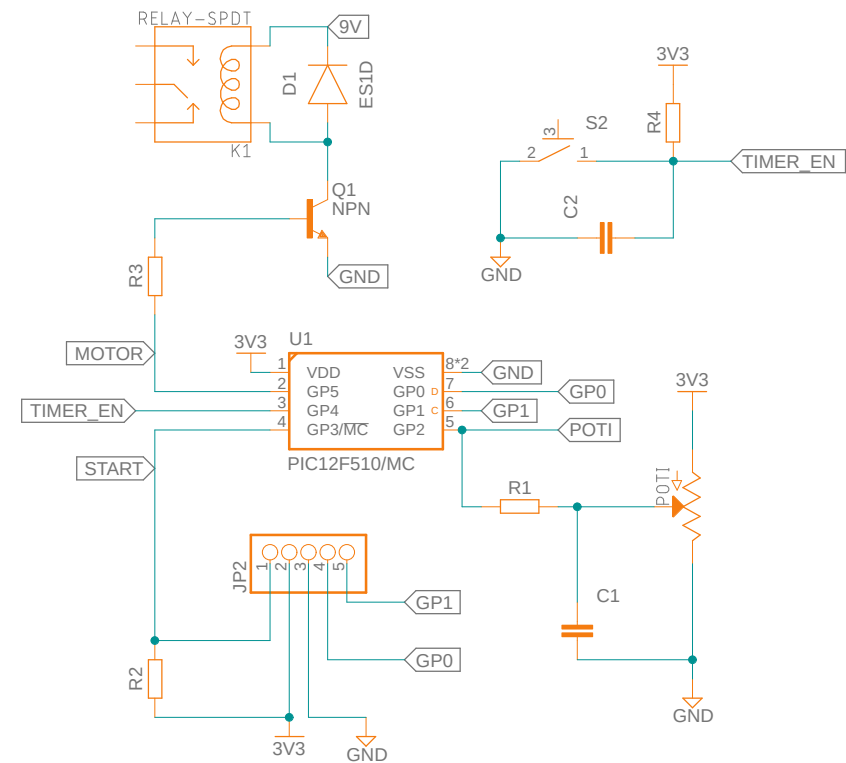 RELAY-SPDT
9V
D1
ES1D
K1
Q1
NPN
GND
R3
MOTOR
3V3
R4
S2
3
2
1
TIMER_EN
C2
GND
3V3
U1
1
VDD
VSS
8*2
GND
2
GP5
GP0
D
7
GP0
TIMER_EN
3
GP4
GP1
C
6
GP1
4
GP3/MC
GP2
5
POTI
START
PIC12F510/MC
3V3
POTI
R1
C1
GND
JP2
1
2
3
4
5
GP1
GP0
R2
3V3
GND